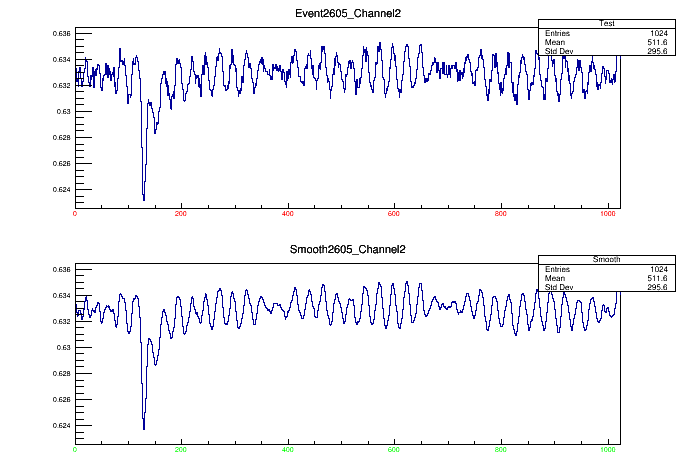 Event2605_Channel2
Test
Entries 1024
Mean 511.6
Std Dev 295.6
0.636
0.634
0.632
0.63
0.628
0.626
0.624
0 200 400 600 800 1000
Smooth2605_Channel2
Smooth
Entries 1024
Mean 511.6
Std Dev 295.6
0.636
0.634
0.632
0.63
0.628
0.626
0.624
0 200 400 600 800 1000